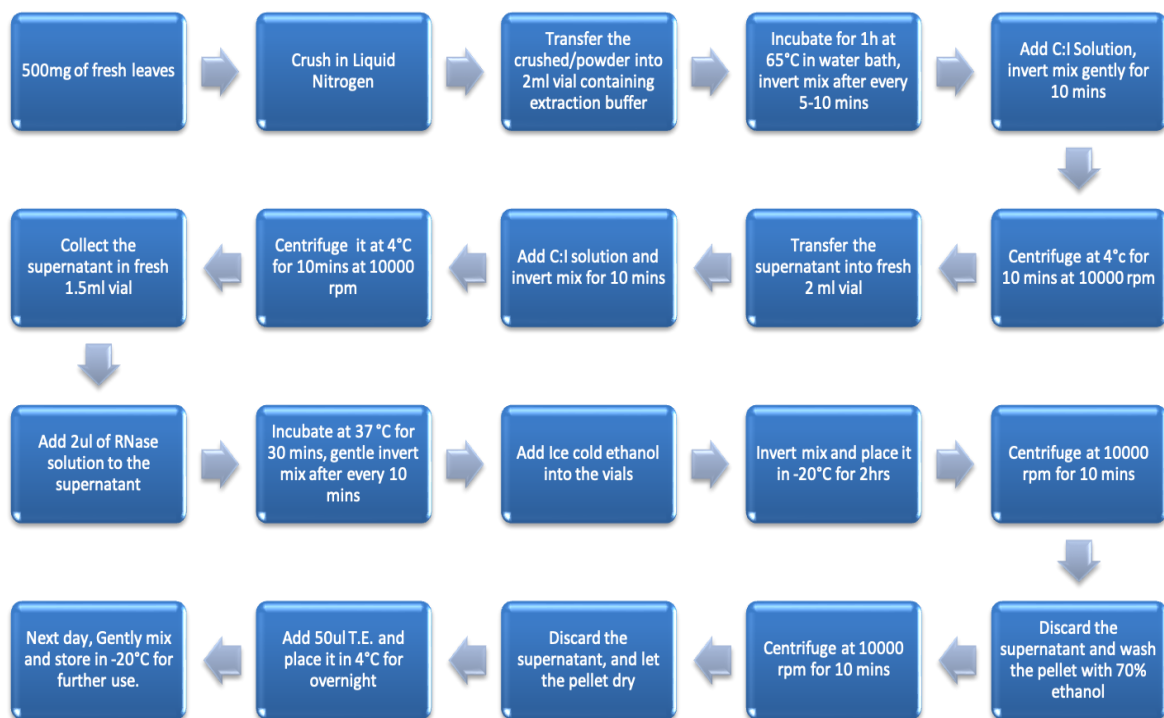 500mg of fresh leaves
Crush in Liquid
Nitrogen
Transfer the
crushed/powder into
2ml vial containing
extraction buffer
Incubate for 1h at
65°C in water bath,
invert mix after every
5-10 mins
Add C:I Solution,
invert mix gently for
10 mins
Centrifuge at 4°c for
10 mins at 10000 rpm
Transfer the
supernatant into fresh
2 ml vial
Add C:I solution and
invert mix for 10 mins
Centrifuge it at 4°C
for 10mins at 10000
rpm
Collect the
supernatant in fresh
1.5ml vial
Add 2ul of RNase
solution to the
supernatant
Incubate at 37 °C for
30 mins, gentle invert
mix after every 10
mins
Add Ice cold ethanol
into the vials
Invert mix and place it
in -20°C for 2hrs
Centrifuge at 10000
rpm for 10 mins
Discard the
supernatant and wash
the pellet with 70%
ethanol
Centrifuge at 10000
rpm for 10 mins
Discard the
supernatant, and let
the pellet dry
Add 50ul T.E. and
place it in 4°C for
overnight
Next day, Gently mix
and store in -20°C for
further use.